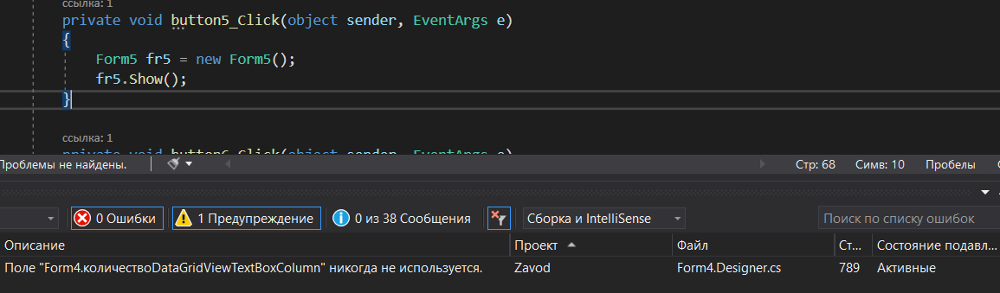 ссылка: 1
private void button5_Click(object sender, EventArgs e)
{
Form5 fr5 = new Form5();
fr5.Show();
}
ссылка: 1
private void button6_Click(object sender, EventArgs e)
Проблемы не найдены.
Стр: 68 Симв: 10 Пробелы
0 Ошибки 1 Предупреждение 0 из 38 Сообщения Сборка и IntelliSense Поиск по списку ошибок
Описание Проект Файл Ст... Состояние подавл...
Поле "Form4.количествоDataGridViewTextBoxColumn" никогда не используется. Zavod Form4.Designer.cs 789 Активные